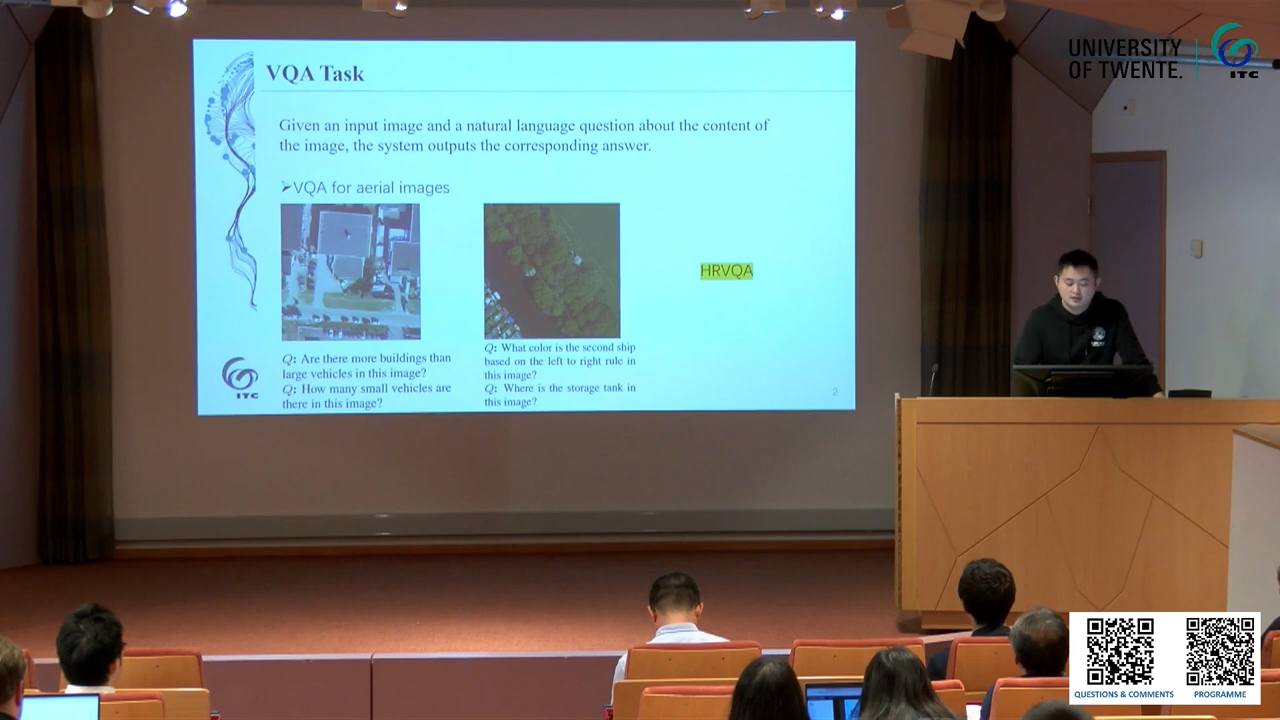 UNIVERSITY
OF TWENTE.
ITC
VQA Task
Given an input image and a natural language question about the content of
the image, the system outputs the corresponding answer.
➤VQA for aerial images
HRVQA
Q: Are there more buildings than
large vehicles in this image?
Q: How many small vehicles are
there in this image?
Q: What color is the second ship
based on the left to right rule in
this image?
Q: Where is the storage tank in
this image?
ITC
2
QUESTIONS & COMMENTS
PROGRAMME